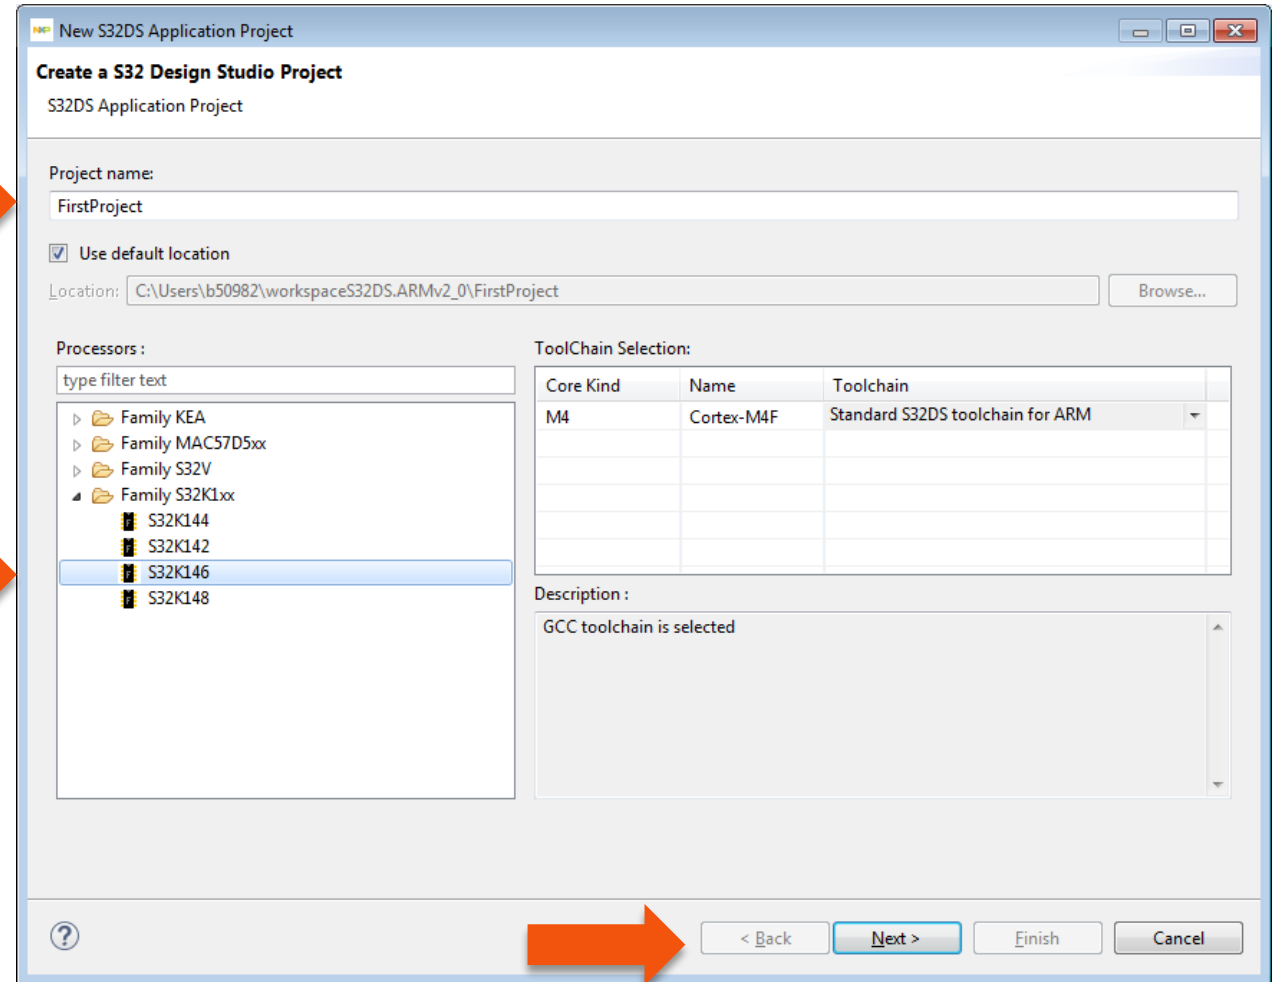 NXP New S32DS Application Project
Create a S32 Design Studio Project
S32DS Application Project
Project name:
FirstProject
Use default location
Location: C:\Users\b50982\workspaceS32DS.ARMv2_0\FirstProject Browse...
Processors :
type filter text
Family KEA
Family MAC57D5xx
Family S32V
Family S32K1xx
S32K144
S32K142
S32K146
S32K148
ToolChain Selection:
Core Kind Name Toolchain
M4 Cortex-M4F Standard S32DS toolchain for ARM
Description :
GCC toolchain is selected
? < Back Next > Finish Cancel